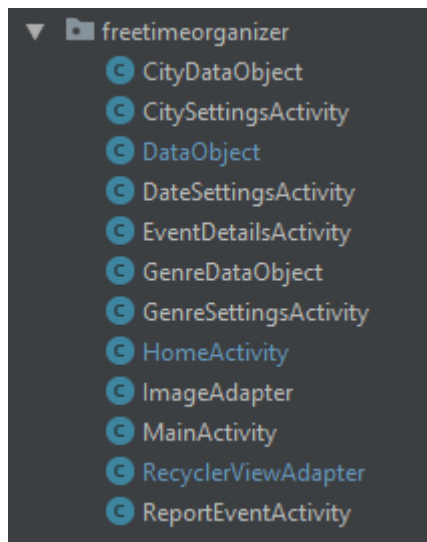 freetimeorganizer
C CityDataObject
C CitySettingsActivity
C DataObject
C DateSettingsActivity
C EventDetailsActivity
C GenreDataObject
C GenreSettingsActivity
C HomeActivity
C ImageAdapter
C MainActivity
C RecyclerViewAdapter
C ReportEventActivity